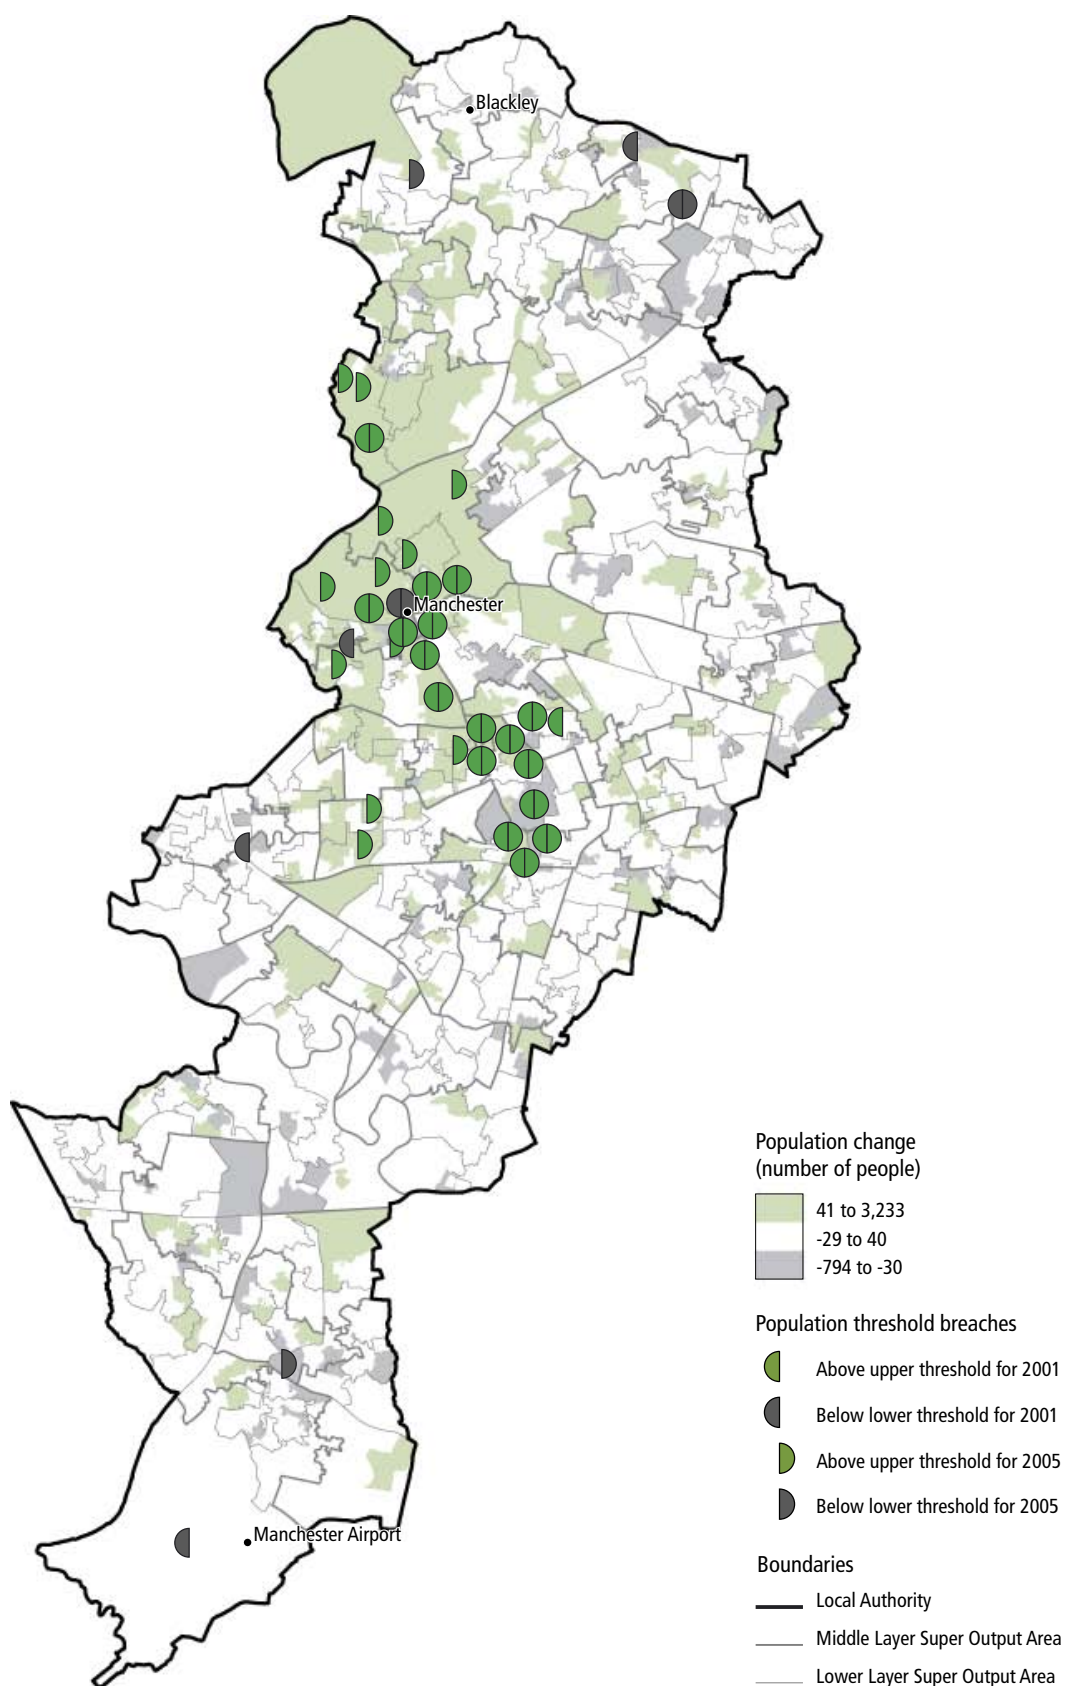 Blackley
Manchester
Manchester Airport
Population change
(number of people)
41 to 3,233
-29 to 40
-794 to -30
Population threshold breaches
Above upper threshold for 2001
Below lower threshold for 2001
Above upper threshold for 2005
Below lower threshold for 2005
Boundaries
Local Authority
Middle Layer Super Output Area
Lower Layer Super Output Area